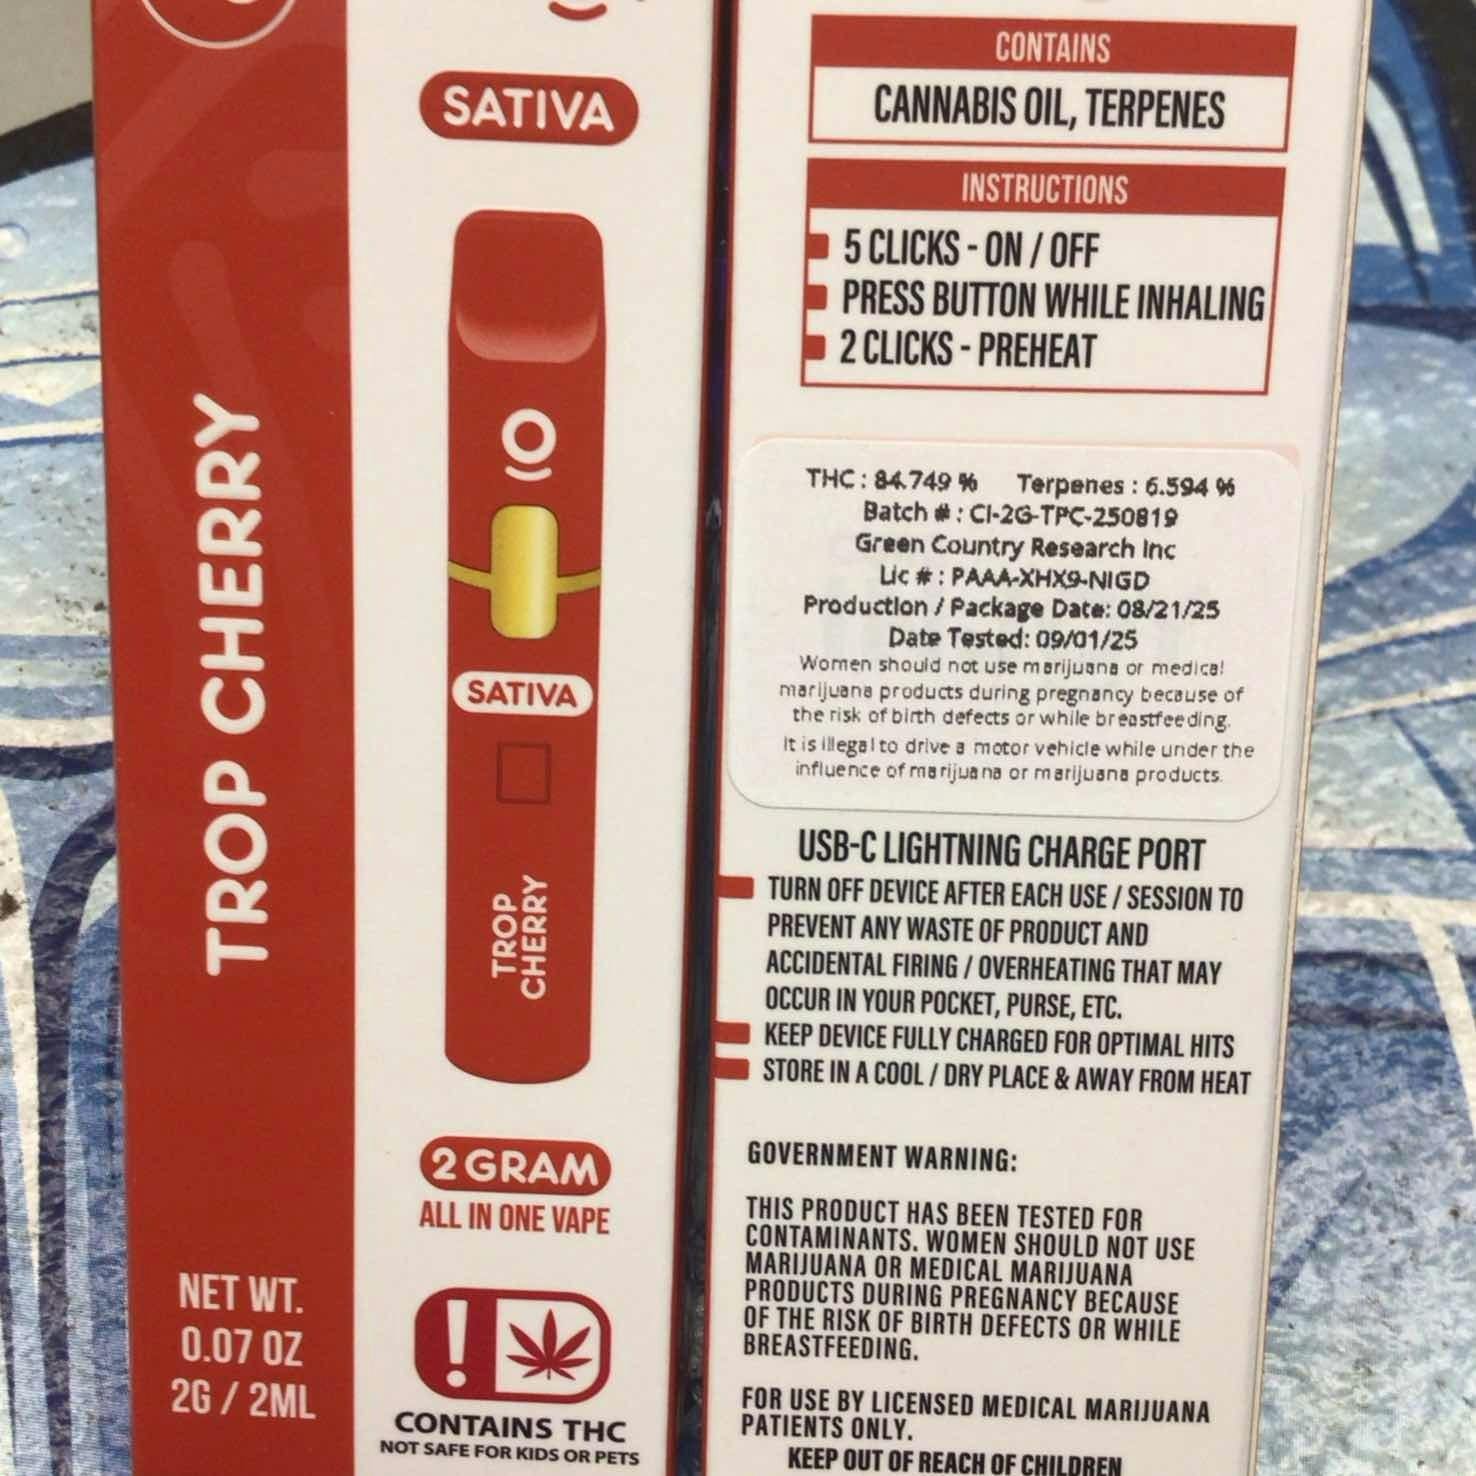 TROP CHERRY
NET WT.
0.07 OZ
2G / 2ML
SATIVA
SATIVA
TROP
CHERRY
2 GRAM
ALL IN ONE VAPE
!
CONTAINS THC
NOT SAFE FOR KIDS OR PETS
CONTAINS
CANNABIS OIL, TERPENES
INSTRUCTIONS
5 CLICKS - ON / OFF
PRESS BUTTON WHILE INHALING
2 CLICKS - PREHEAT
THC : 84.749 % Terpenes : 6.594 %
Batch # : CI-2G-TPC-250819
Green Country Research Inc
Lic # : PAAA-XHX9-NIGD
Production / Package Date: 08/21/25
Date Tested: 09/01/25
Women should not use marijuana or medical
marijuana products during pregnancy because of
the risk of birth defects or while breastfeeding.
It is illegal to drive a motor vehicle while under the
influence of marijuana or marijuana products.
USB-C LIGHTNING CHARGE PORT
TURN OFF DEVICE AFTER EACH USE / SESSION TO
PREVENT ANY WASTE OF PRODUCT AND
ACCIDENTAL FIRING / OVERHEATING THAT MAY
OCCUR IN YOUR POCKET, PURSE, ETC.
KEEP DEVICE FULLY CHARGED FOR OPTIMAL HITS
STORE IN A COOL / DRY PLACE & AWAY FROM HEAT
GOVERNMENT WARNING:
THIS PRODUCT HAS BEEN TESTED FOR
CONTAMINANTS. WOMEN SHOULD NOT USE
MARIJUANA OR MEDICAL MARIJUANA
PRODUCTS DURING PREGNANCY BECAUSE
OF THE RISK OF BIRTH DEFECTS OR WHILE
BREASTFEEDING.
FOR USE BY LICENSED MEDICAL MARIJUANA
PATIENTS ONLY.
KEEP OUT OF REACH OF CHILDREN